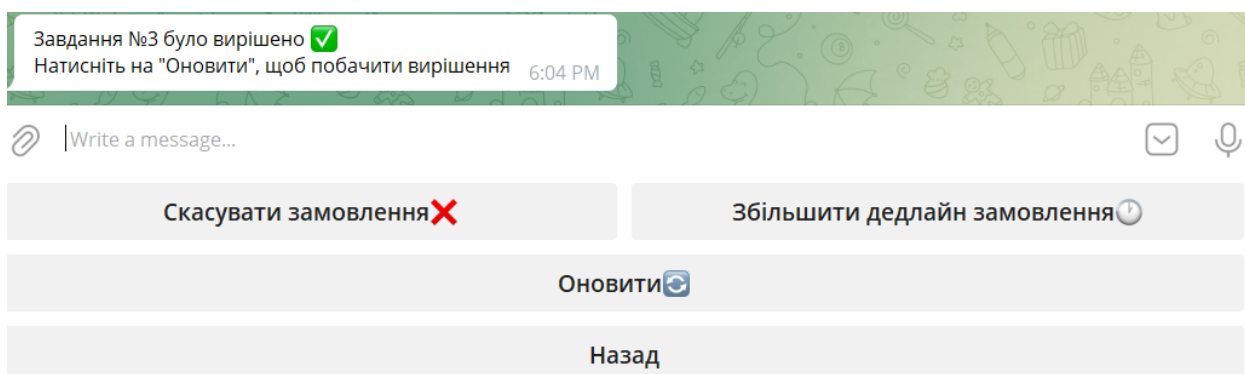 Завдання №3 було вирішено ✅
Натисніть на "Оновити", щоб побачити вирішення 6:04 PM
Write a message...
Скасувати замовлення❌ Збільшити дедлайн замовлення🕐
Оновити🔄
Назад